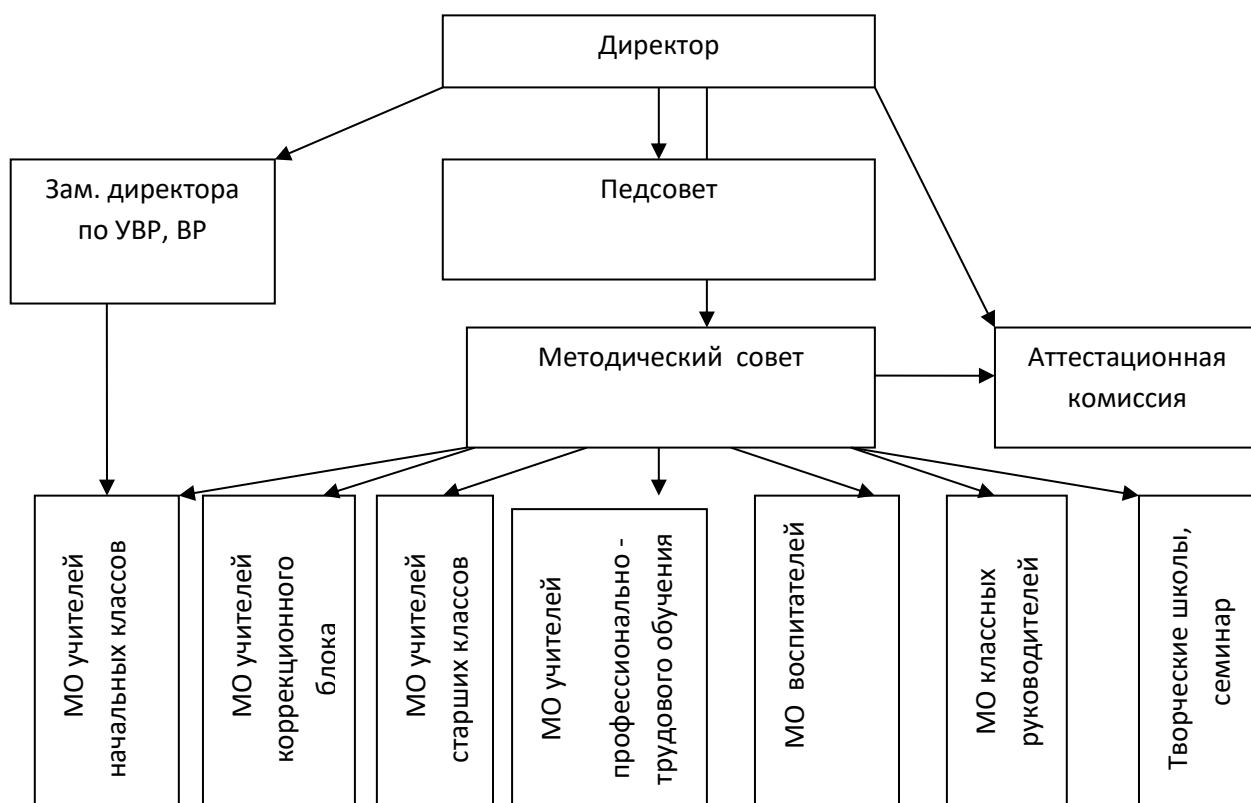 Директор
Зам. директора
по УВР, ВР
Педсовет
Методический совет
Аттестационная
комиссия
МО учителей
начальных классов
МО учителей
коррекционного
блока
МО учителей
старших классов
МО учителей
профессионально -
трудового обучения
МО воспитателей
МО классных
руководителей
Творческие школы,
семинар